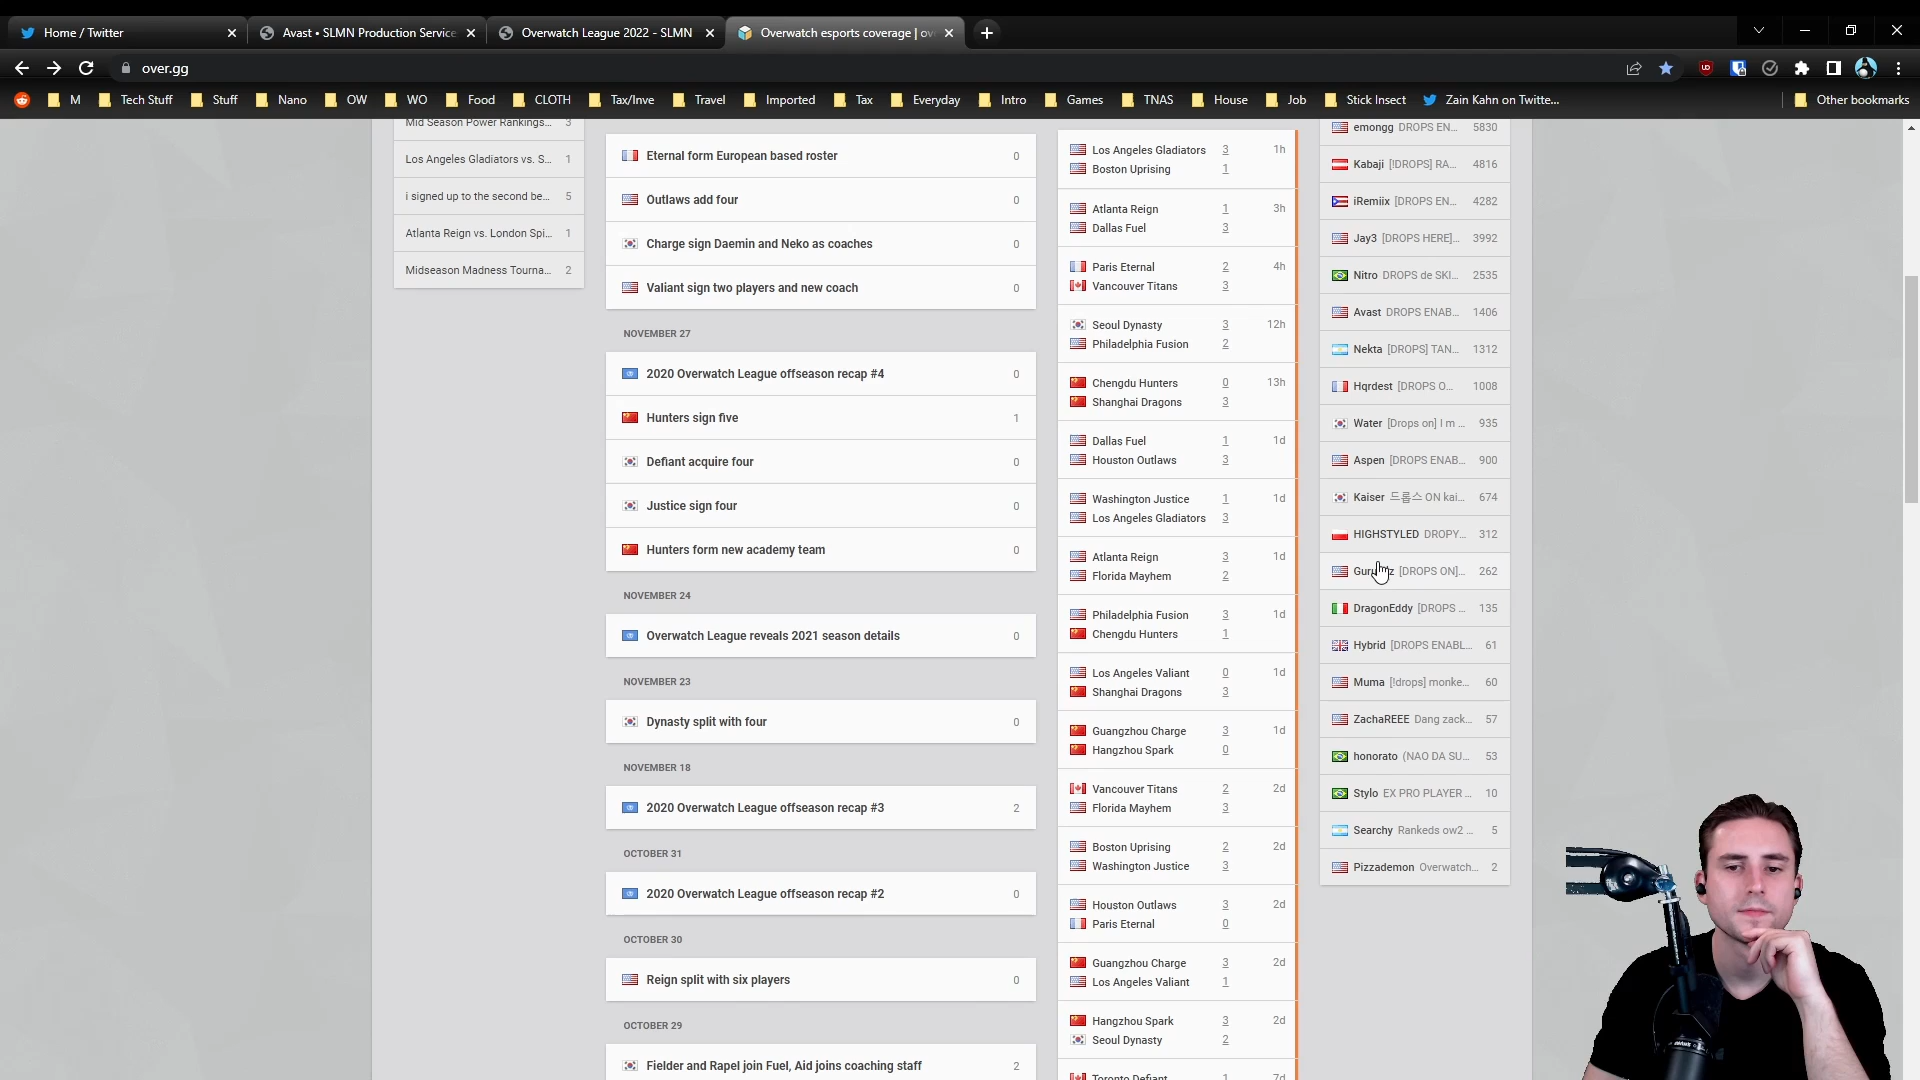 Home / Twitter
Avast • SLMN Production Service
Overwatch League 2022 - SLMN
Overwatch esports coverage | ov
over.gg
M
Tech Stuff
Stuff
Nano
OW
WO
Food
CLOTH
Tax/Inve
Travel
Imported
Tax
Everyday
Intro
Games
TNAS
House
Job
Stick Insect
Zain Kahn on Twitte...
Other bookmarks
Mid Season Power Rankings... 3
Los Angeles Gladiators vs. S... 1
i signed up to the second be... 5
Atlanta Reign vs. London Spi... 1
Midseason Madness Tourna... 2
Eternal form European based roster 0
Outlaws add four 0
Charge sign Daemin and Neko as coaches 0
Valiant sign two players and new coach 0
NOVEMBER 27
2020 Overwatch League offseason recap #4 0
Hunters sign five 1
Defiant acquire four 0
Justice sign four 0
Hunters form new academy team 0
NOVEMBER 24
Overwatch League reveals 2021 season details 0
NOVEMBER 23
Dynasty split with four 0
NOVEMBER 18
2020 Overwatch League offseason recap #3 2
OCTOBER 31
2020 Overwatch League offseason recap #2 0
OCTOBER 30
Reign split with six players 0
OCTOBER 29
Fielder and Rapel join Fuel, Aid joins coaching staff 2
Los Angeles Gladiators 3 1h
Boston Uprising 1
Atlanta Reign 1 3h
Dallas Fuel 3
Paris Eternal 2 4h
Vancouver Titans 3
Seoul Dynasty 3 12h
Philadelphia Fusion 2
Chengdu Hunters 0 13h
Shanghai Dragons 3
Dallas Fuel 1 1d
Houston Outlaws 3
Washington Justice 1 1d
Los Angeles Gladiators 3
Atlanta Reign 3 1d
Florida Mayhem 2
Philadelphia Fusion 3 1d
Chengdu Hunters 1
Los Angeles Valiant 0 1d
Shanghai Dragons 3
Guangzhou Charge 3 1d
Hangzhou Spark 0
Vancouver Titans 2 2d
Florida Mayhem 3
Boston Uprising 2 2d
Washington Justice 3
Houston Outlaws 3 2d
Paris Eternal 0
Guangzhou Charge 3 2d
Los Angeles Valiant 1
Hangzhou Spark 3 2d
Seoul Dynasty 2
Toronto Defiant 1 7d
emongg DROPS EN... 5830
Kabaji [!DROPS] RA... 4816
iRemiix [DROPS EN... 4282
Jay3 [DROPS HERE]... 3992
Nitro DROPS de SKI... 2535
Avast DROPS ENAB... 1406
Nekta [DROPS] TAN... 1312
Hqrdest [DROPS O... 1008
Water [Drops on] I m ... 935
Aspen [DROPS ENAB... 900
Kaiser 드롭스 ON kai... 674
HIGHSTYLED DROPY... 312
[DROPS ON]... 262
DragonEddy [DROPS ... 135
Hybrid [DROPS ENABL... 61
Muma [!drops] monke... 60
ZachaREEE Dang zack... 57
honorato (NAO DA SU... 53
Stylo EX PRO PLAYER ... 10
Searchy Rankeds ow2 ... 5
Pizzademon Overwatch... 2